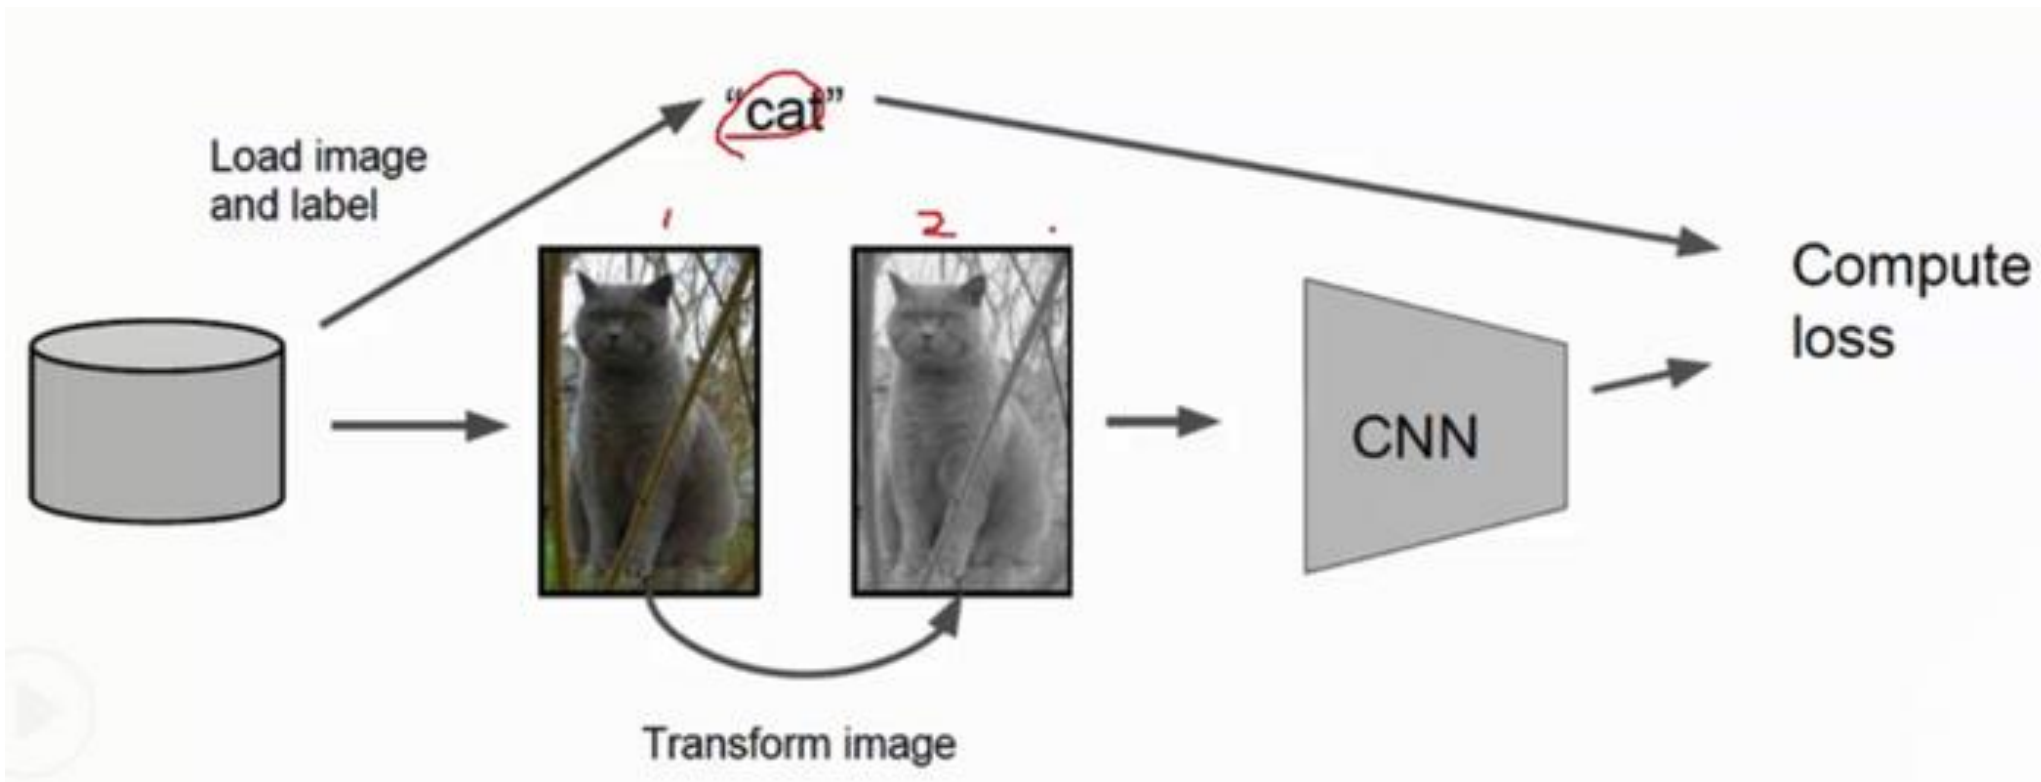 “cat”
Load image
and label
1
2 .
Compute
loss
CNN
Transform image